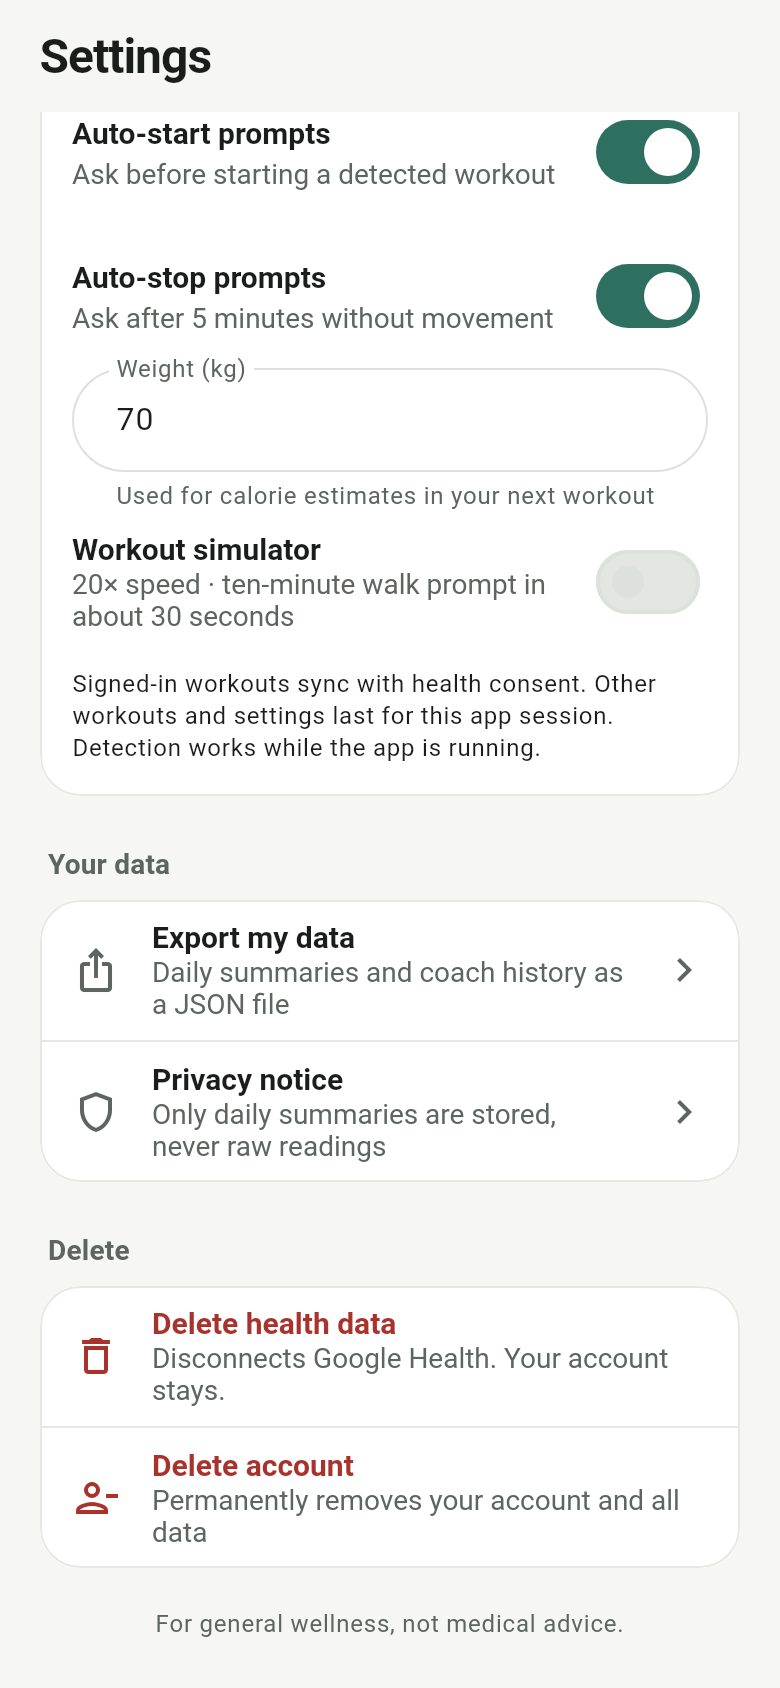 Settings
Auto-start prompts
Ask before starting a detected workout
Auto-stop prompts
Ask after 5 minutes without movement
Weight (kg)
70
Used for calorie estimates in your next workout
Workout simulator
20× speed · ten-minute walk prompt in
about 30 seconds
Signed-in workouts sync with health consent. Other
workouts and settings last for this app session.
Detection works while the app is running.
Your data
Export my data
Daily summaries and coach history as
a JSON file
Privacy notice
Only daily summaries are stored,
never raw readings
Delete
Delete health data
Disconnects Google Health. Your account
stays.
Delete account
Permanently removes your account and all
data
For general wellness, not medical advice.